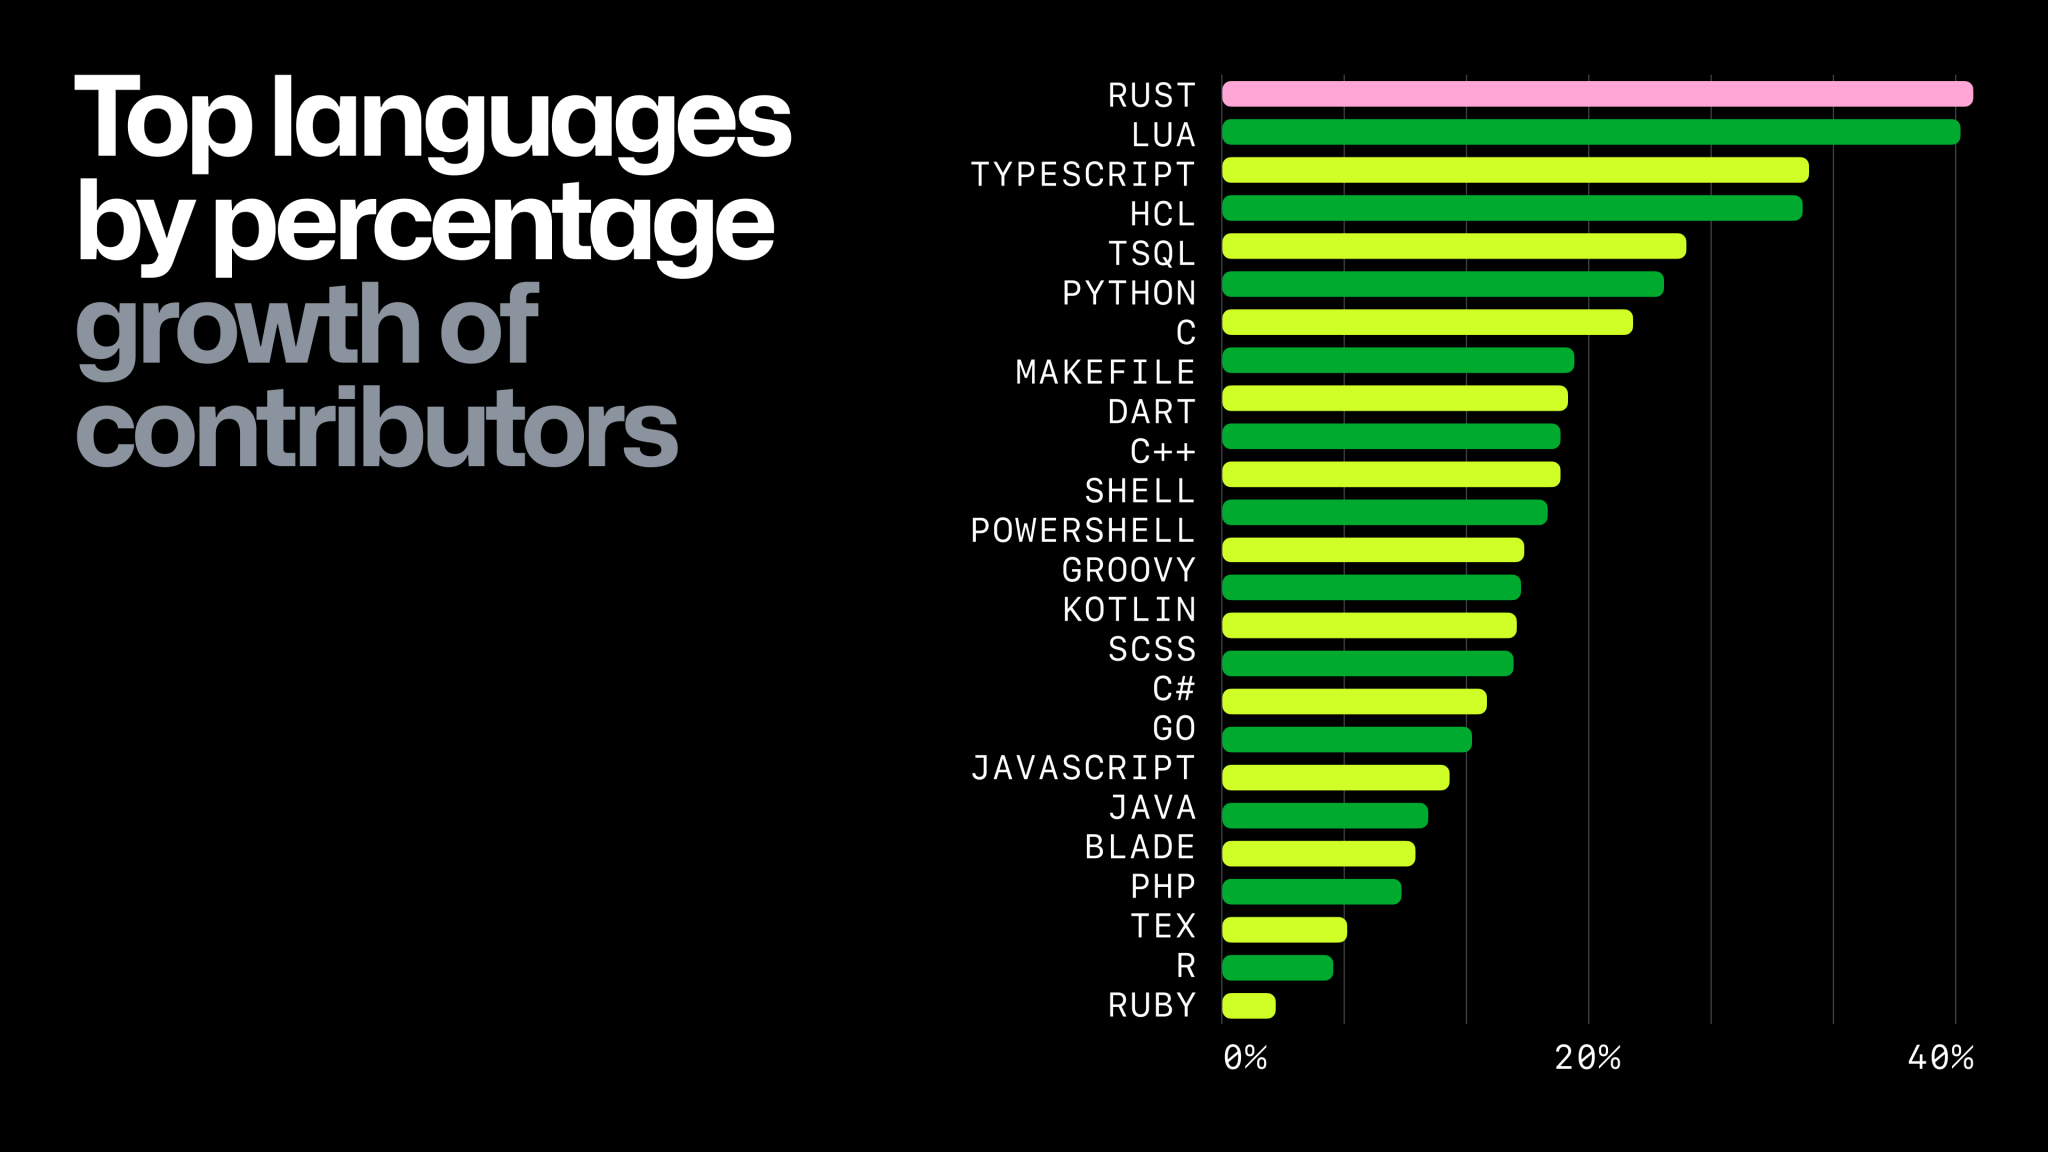 Top languages
by percentage
growth of
contributors
RUST
LUA
TYPESCRIPT
HCL
TSQL
PYTHON
C
MAKEFILE
DART
C++
SHELL
POWERSHELL
GROOVY
KOTLIN
SCSS
C#
GO
JAVASCRIPT
JAVA
BLADE
PHP
TEX
R
RUBY
0% 20% 40%